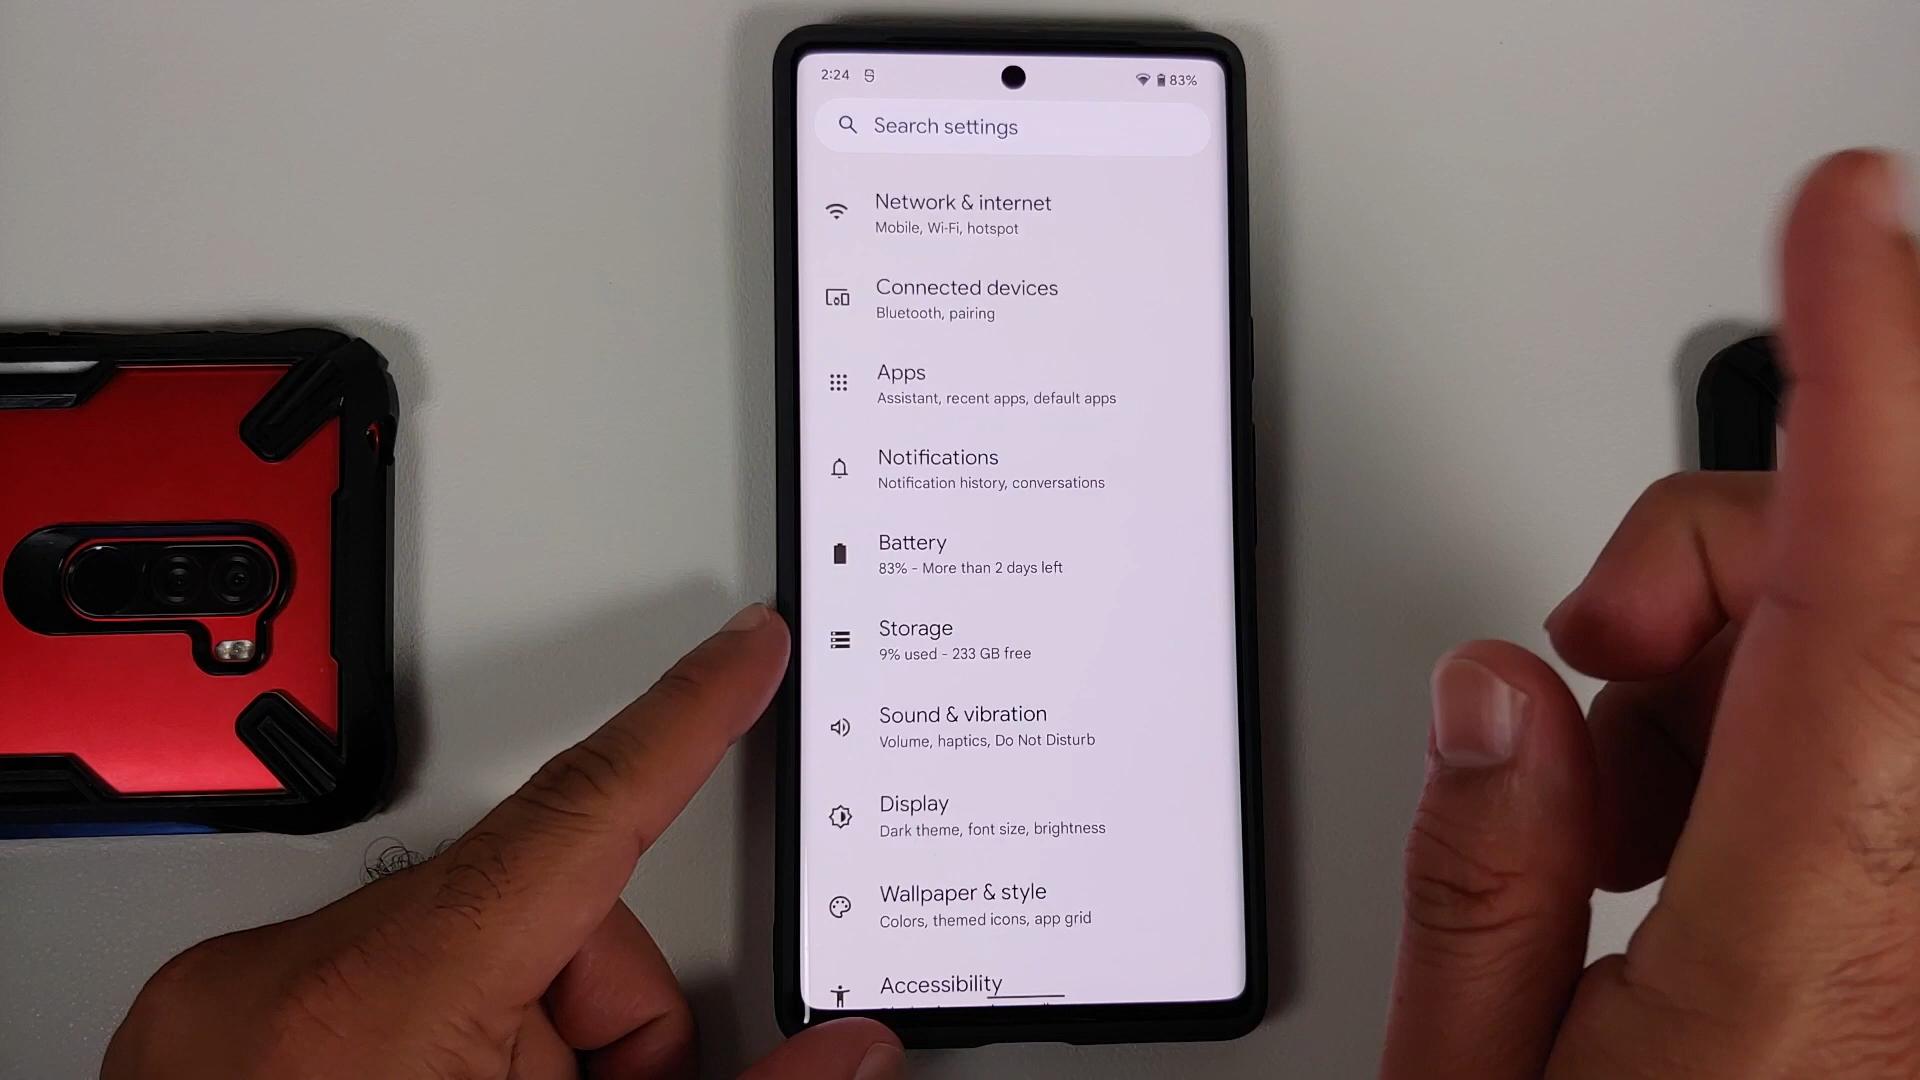 2:24
83%
Search settings
Network & internet
Mobile, Wi-Fi, hotspot
Connected devices
Bluetooth, pairing
Apps
Assistant, recent apps, default apps
Notifications
Notification history, conversations
Battery
83% - More than 2 days left
Storage
9% used - 233 GB free
Sound & vibration
Volume, haptics, Do Not Disturb
Display
Dark theme, font size, brightness
Wallpaper & style
Colors, themed icons, app grid
Accessibility